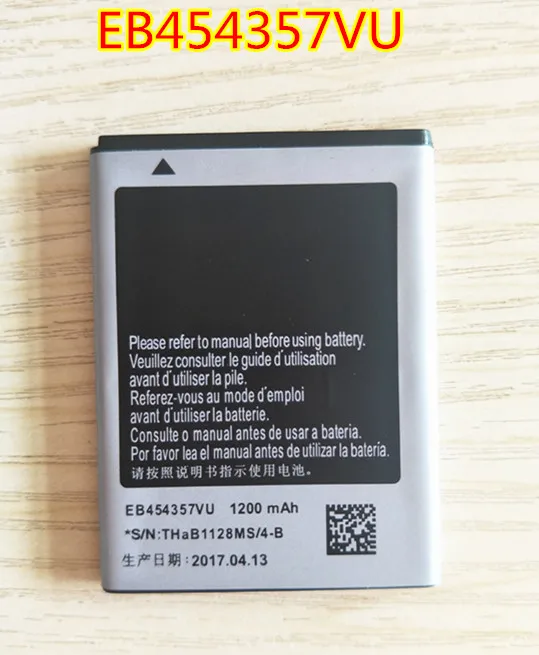 EB454357VU
Please refer to manual before using battery.
Veuillez consulter le guide d'utilisation
avant d'utiliser la pile.
Referez-vous au mode d'emploi
avant d'utiliser la batterie.
Consulte o manual antes de usar a bateria.
Por favor lea el manual antes de utilizar la batería.
请按照说明书指示使用电池。
EB454357VU 1200 mAh
*S/N:THaB1128MS/4-B
生产日期:2017.04.13